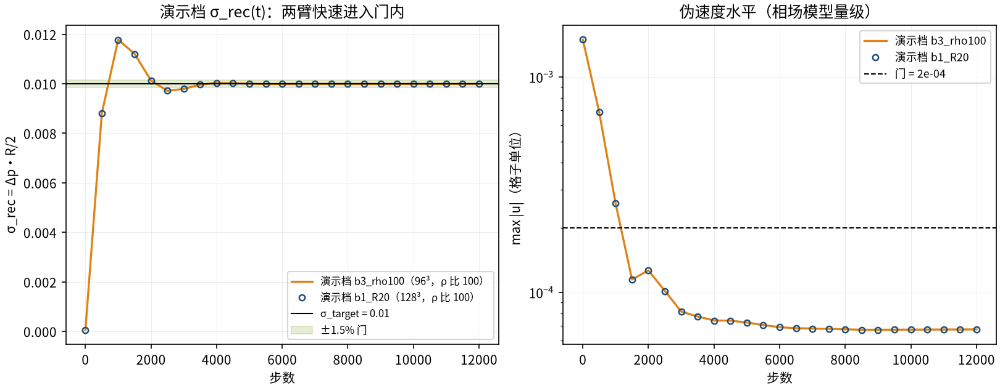 演示档 σ_rec(t)：两臂快速进入门内
0.012
0.010
0.008
0.006
0.004
0.002
0.000
σ_rec = Δp・R/2
演示档 b3_rho100（96³，ρ 比 100）
演示档 b1_R20（128³，ρ 比 100）
σ_target = 0.01
±1.5% 门
0 2000 4000 6000 8000 10000 12000
步数
伪速度水平（相场模型量级）
10⁻³
10⁻⁴
max |u|（格子单位）
演示档 b3_rho100
演示档 b1_R20
门 = 2e-04
0 2000 4000 6000 8000 10000 12000
步数